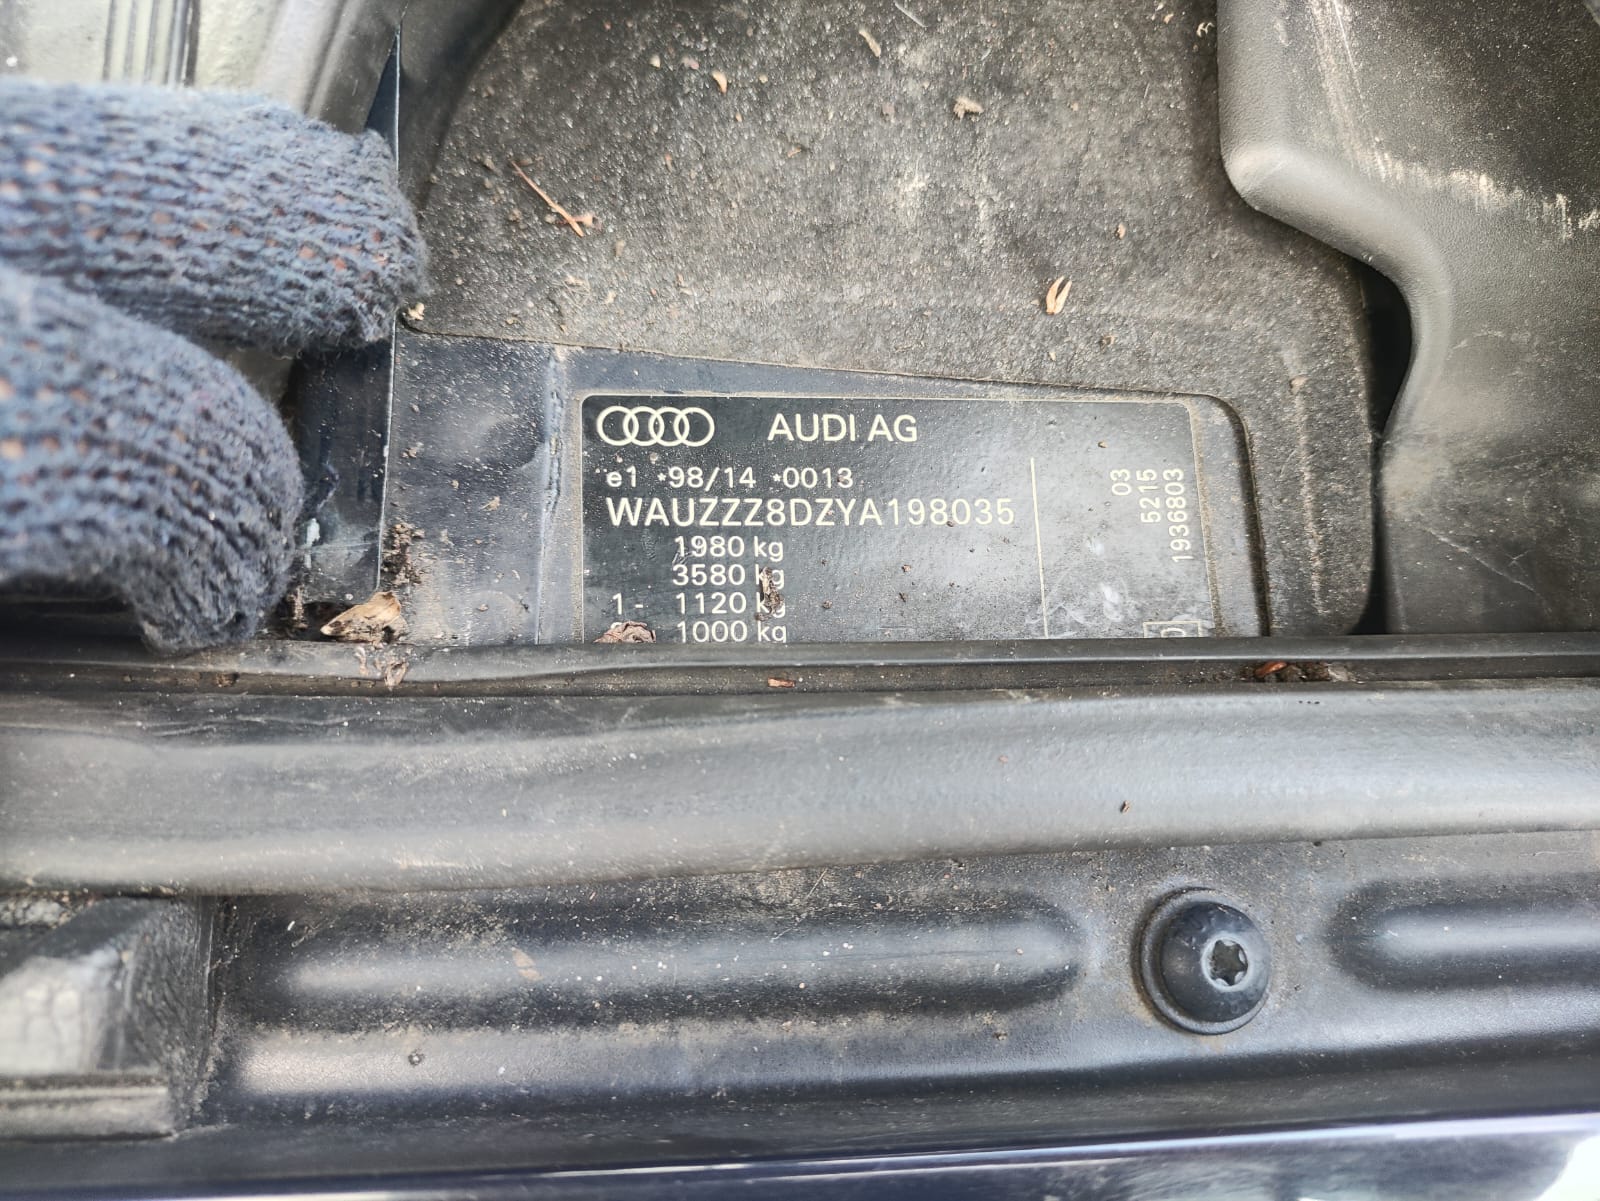 AUDI AG
e1 *98/14 *0013
WAUZZZ8DZYA198035
1980 kg
3580 kg
1- 1120 kg
1000 kg
03
5215
1936803